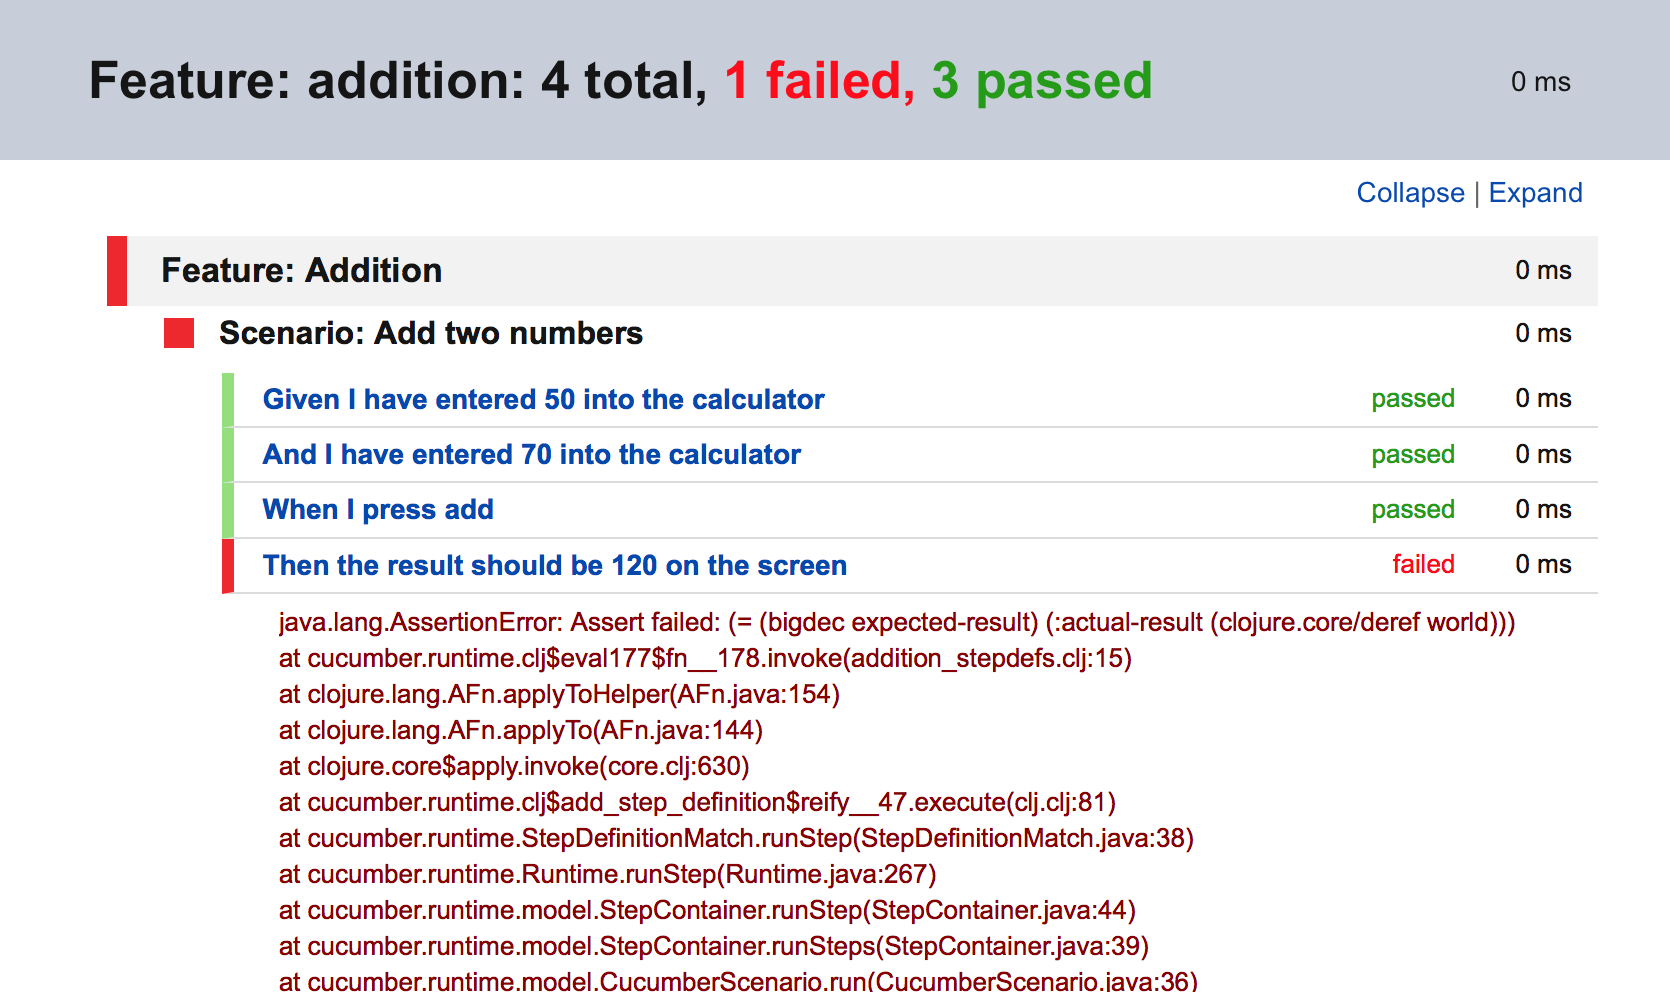 Feature: addition: 4 total, 1 failed, 3 passed 0 ms
Collapse | Expand
Feature: Addition 0 ms
Scenario: Add two numbers 0 ms
Given I have entered 50 into the calculator passed 0 ms
And I have entered 70 into the calculator passed 0 ms
When I press add passed 0 ms
Then the result should be 120 on the screen failed 0 ms
java.lang.AssertionError: Assert failed: (= (bigdec expected-result) (:actual-result (clojure.core/deref world)))
at cucumber.runtime.clj$eval177$fn__178.invoke(addition_stepdefs.clj:15)
at clojure.lang.AFn.applyToHelper(AFn.java:154)
at clojure.lang.AFn.applyTo(AFn.java:144)
at clojure.core$apply.invoke(core.clj:630)
at cucumber.runtime.clj$add_step_definition$reify__47.execute(clj.clj:81)
at cucumber.runtime.StepDefinitionMatch.runStep(StepDefinitionMatch.java:38)
at cucumber.runtime.Runtime.runStep(Runtime.java:267)
at cucumber.runtime.model.StepContainer.runStep(StepContainer.java:44)
at cucumber.runtime.model.StepContainer.runSteps(StepContainer.java:39)
at cucumber.runtime.model.CucumberScenario.run(CucumberScenario.java:36)